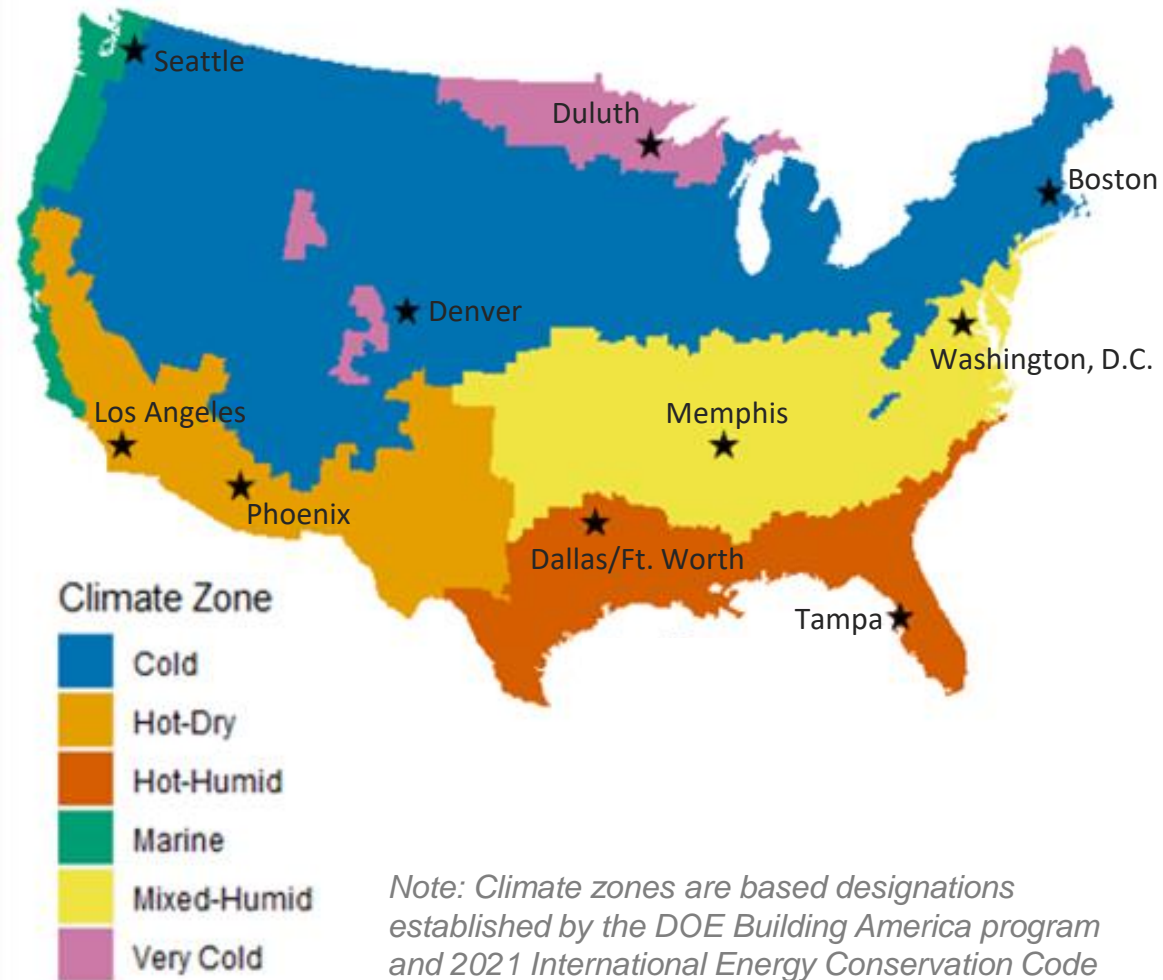 Seattle
Duluth
Boston
Denver
Washington, D.C.
Los Angeles
Memphis
Phoenix
Dallas/Ft. Worth
Tampa
Climate Zone
Cold
Hot-Dry
Hot-Humid
Marine
Mixed-Humid
Very Cold
Note: Climate zones are based designations
established by the DOE Building America program
and 2021 International Energy Conservation Code